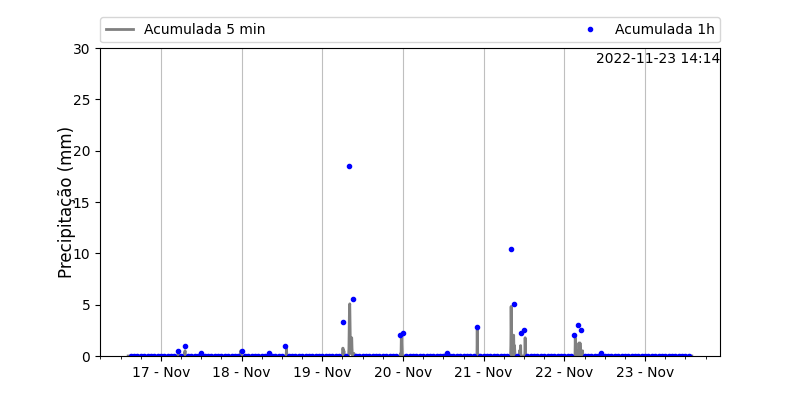 Acumulada 5 min
Acumulada 1h
2022-11-23 14:14
Precipitação (mm)
30
25
20
15
10
5
0
17 - Nov
18 - Nov
19 - Nov
20 - Nov
21 - Nov
22 - Nov
23 - Nov